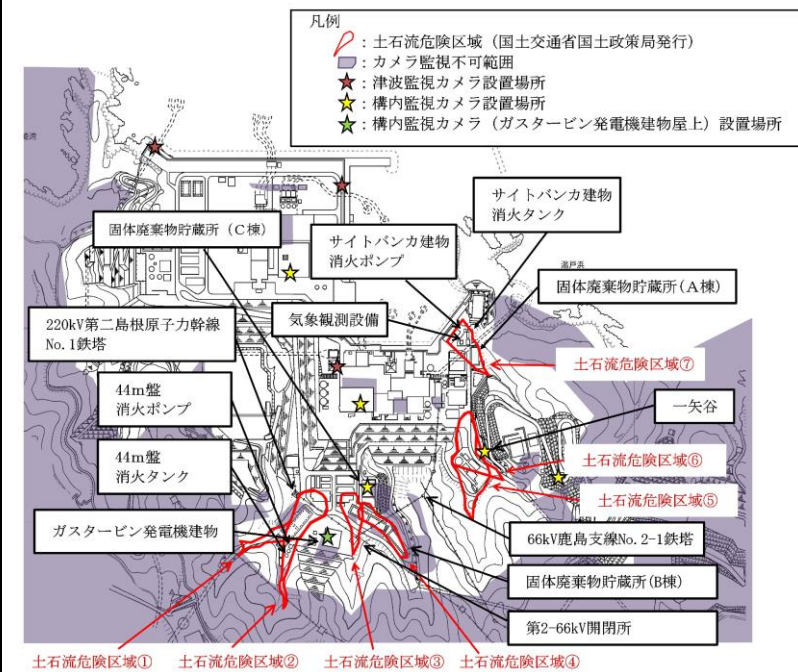 凡例
：土石流危険区域（国土交通省国土政策局発行）
：カメラ監視不可範囲
：津波監視カメラ設置場所
：構内監視カメラ設置場所
：構内監視カメラ（ガスタービン発電機建物屋上）設置場所
サイトバンカ建物
消火タンク
固体廃棄物貯蔵所（C棟）
サイトバンカ建物
消火ポンプ
固体廃棄物貯蔵所（A棟）
220kV第二島根原子力幹線
No.1鉄塔
気象観測設備
土石流危険区域⑦
44m盤
消火ポンプ
一矢谷
44m盤
消火タンク
土石流危険区域⑥
土石流危険区域⑤
ガスタービン発電機建物
66kV鹿島支線No.2-1鉄塔
固体廃棄物貯蔵所(B棟)
第2-66kV開閉所
土石流危険区域①
土石流危険区域②
土石流危険区域③
土石流危険区域④